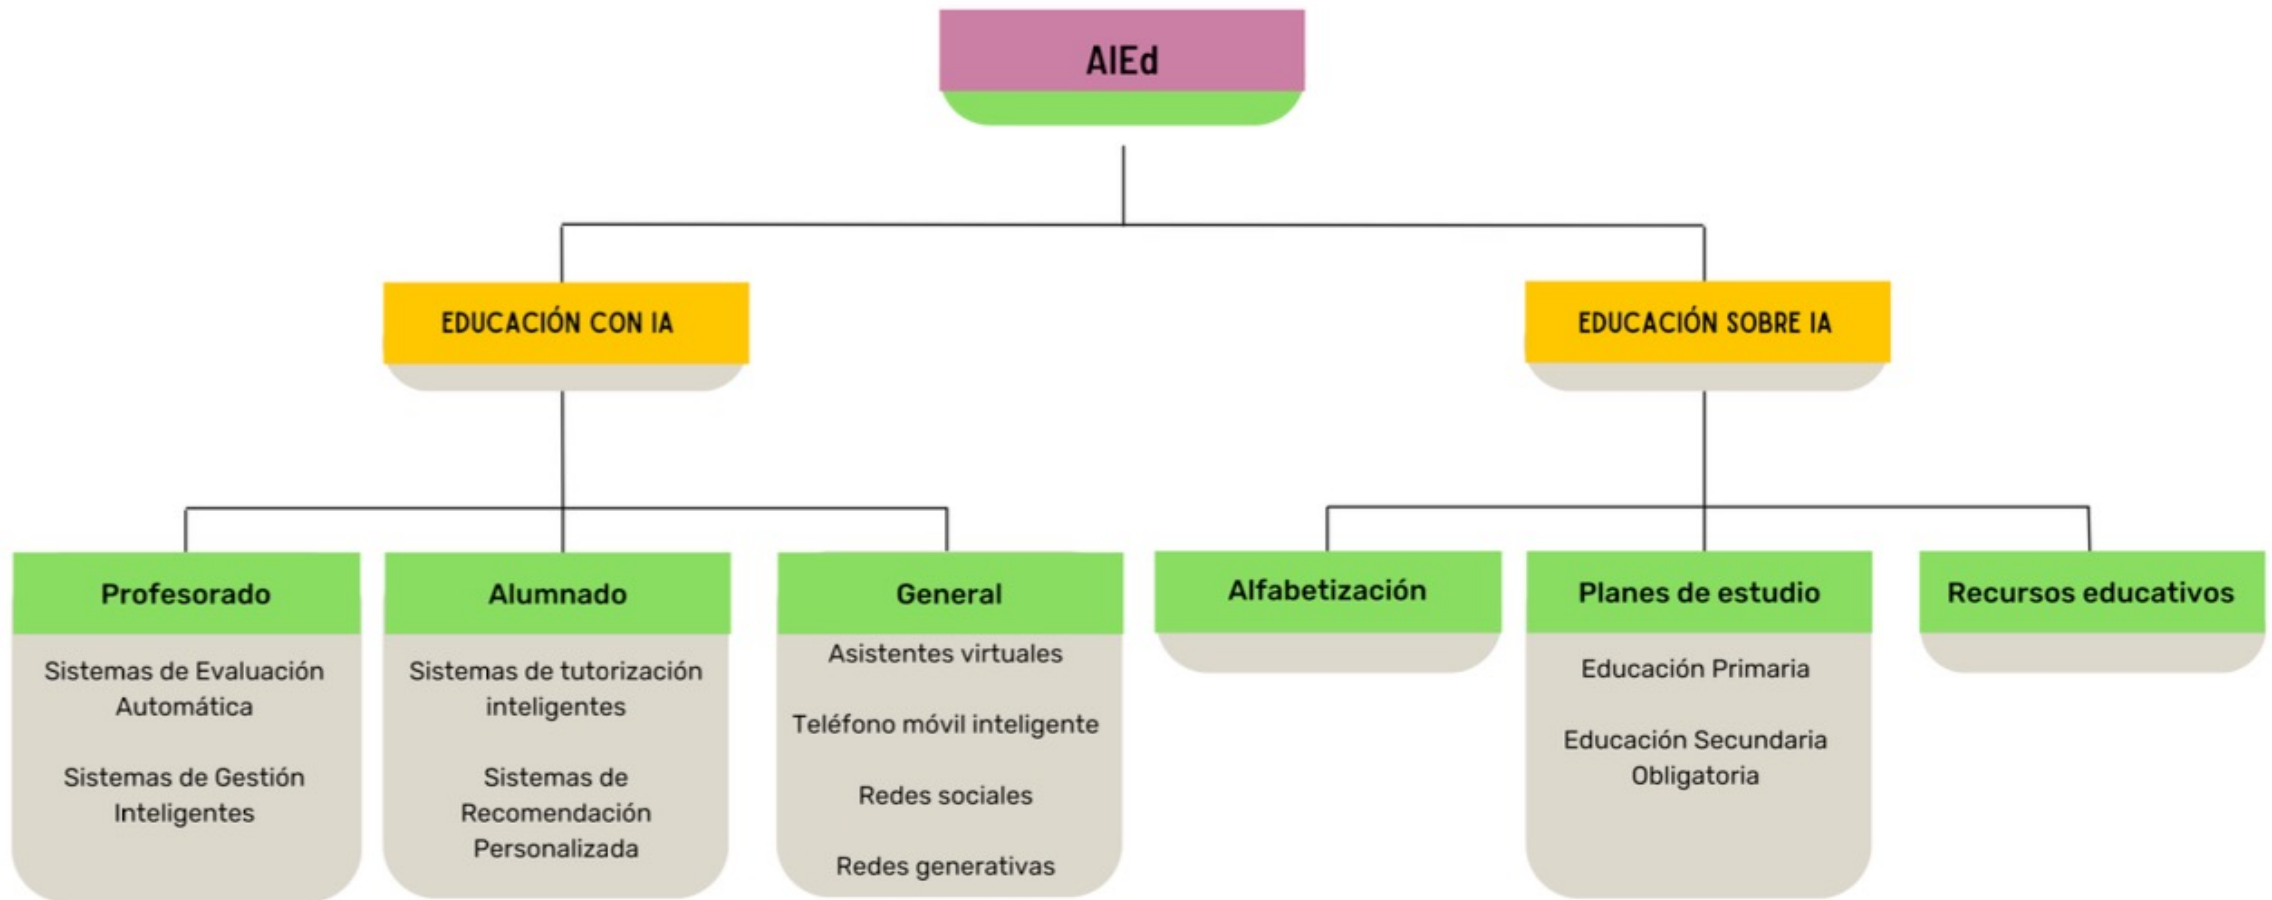 AIEd
EDUCACIÓN CON IA
EDUCACIÓN SOBRE IA
Profesorado
Sistemas de Evaluación
Automática
Sistemas de Gestión
Inteligentes
Alumnado
Sistemas de tutorización
inteligentes
Sistemas de
Recomendación
Personalizada
General
Asistentes virtuales
Teléfono móvil inteligente
Redes sociales
Redes generativas
Alfabetización
Planes de estudio
Educación Primaria
Educación Secundaria
Obligatoria
Recursos educativos